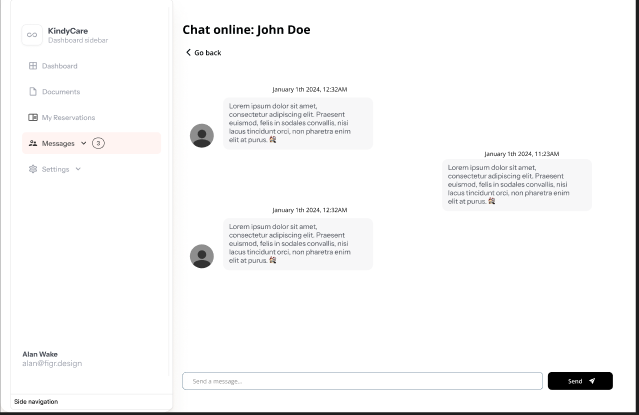 KindyCare
Dashboard sidebar
Dashboard
Documents
My Reservations
Messages 3
Settings
Alan Wake
alan@figr.design
Side navigation
Chat online: John Doe
Go back
January 1th 2024, 12:32AM
Lorem ipsum dolor sit amet,
consectetur adipiscing elit. Praesent
euismod, felis in sodales convallis, nisi
lacus tincidunt orci, non pharetra enim
elit at purus.
January 1th 2024, 11:23AM
Lorem ipsum dolor sit amet,
consectetur adipiscing elit. Praesent
euismod, felis in sodales convallis, nisi
lacus tincidunt orci, non pharetra enim
elit at purus.
January 1th 2024, 12:32AM
Lorem ipsum dolor sit amet,
consectetur adipiscing elit. Praesent
euismod, felis in sodales convallis, nisi
lacus tincidunt orci, non pharetra enim
elit at purus.
Send a message...
Send